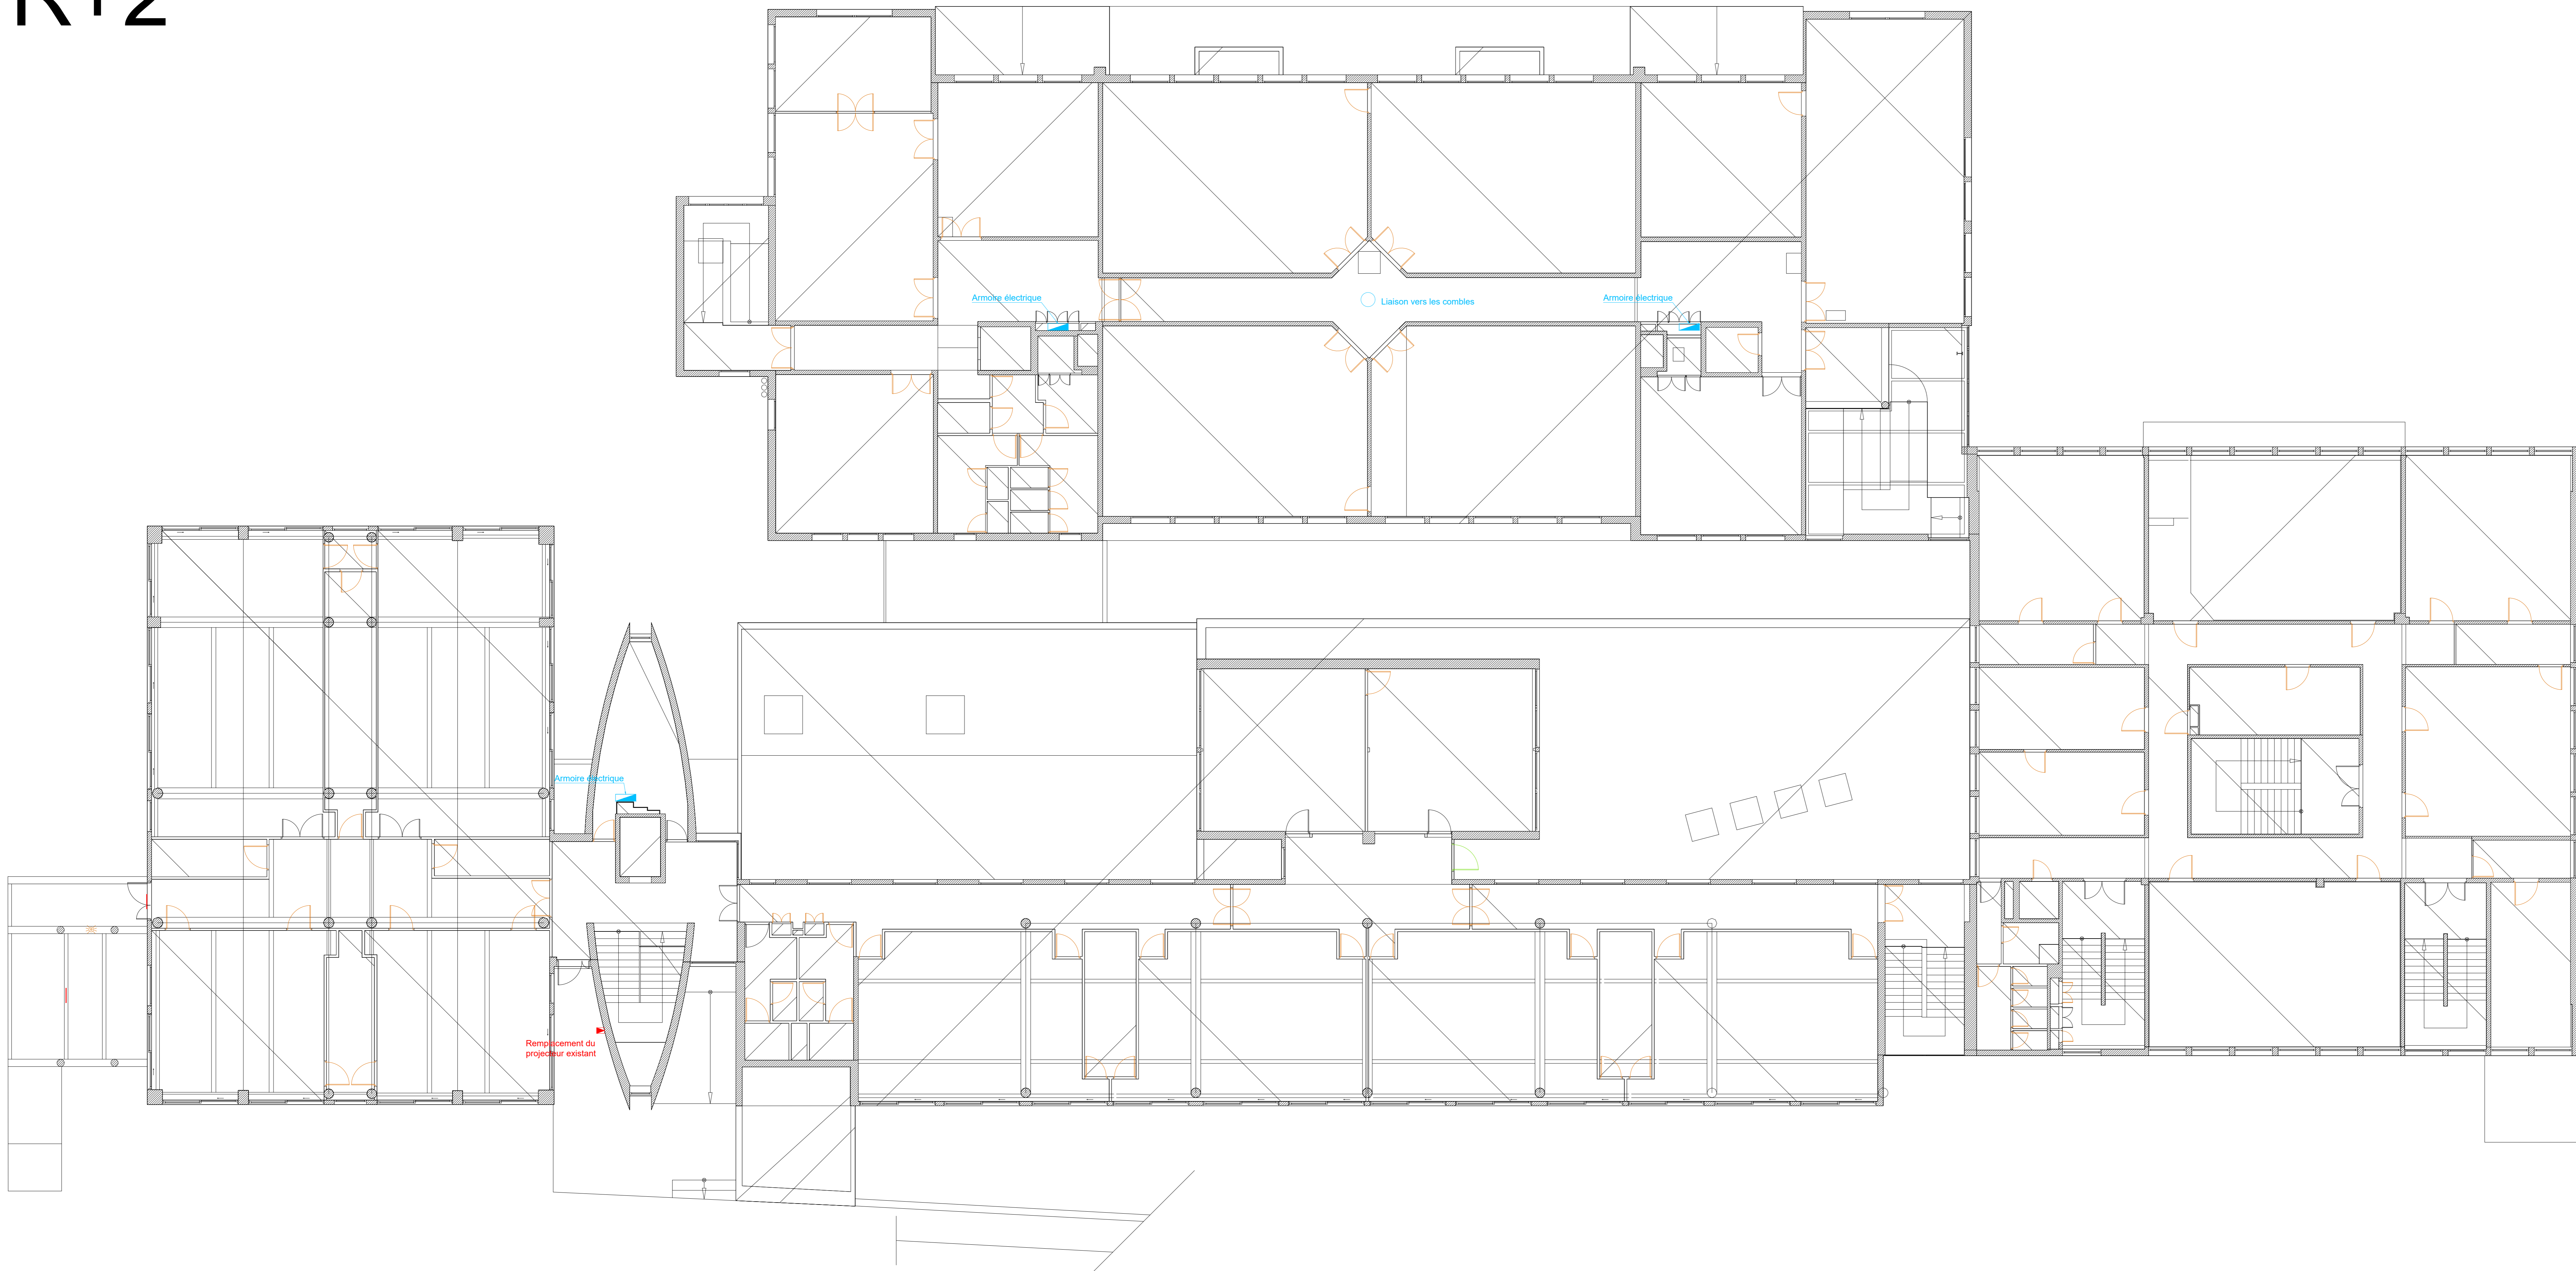 R+2
Armoire électrique
Liaison vers les combles
Armoire électrique
Armoire électrique
Remplacement du
projecteur existant